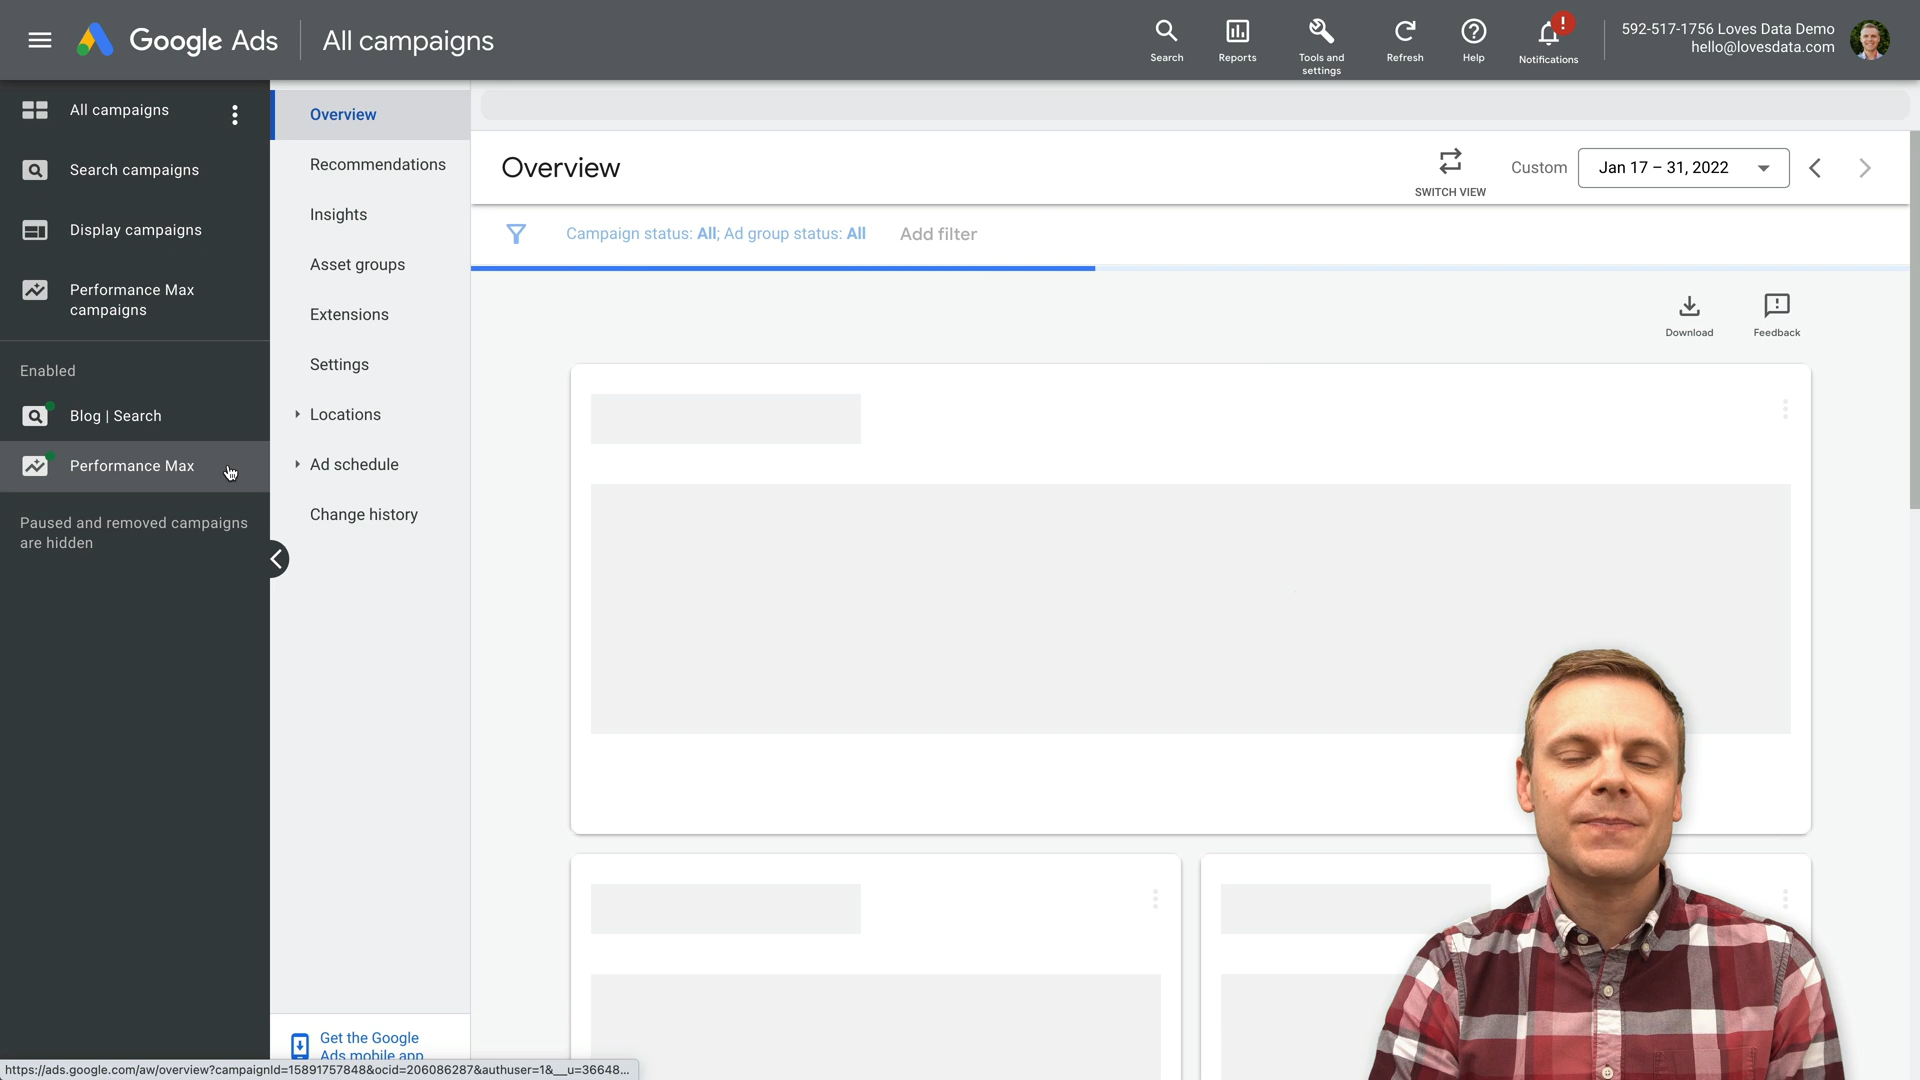 Google Ads
All campaigns
Search
Reports
Tools and
settings
Refresh
Help
!
Notifications
592-517-1756 Loves Data Demo
hello@lovesdata.com
All campaigns
Search campaigns
Display campaigns
Performance Max
campaigns
Enabled
Blog | Search
Performance Max
Paused and removed campaigns
are hidden
Overview
Recommendations
Insights
Asset groups
Extensions
Settings
Locations
Ad schedule
Change history
Get the Google
Ads mobile app
Overview
SWITCH VIEW
Custom
Jan 17 – 31, 2022
Campaign status: All; Ad group status: All
Add filter
Download
Feedback
https://ads.google.com/aw/overview?campaignId=15891757848&ocid=206086287&authuser=1&__u=36648...